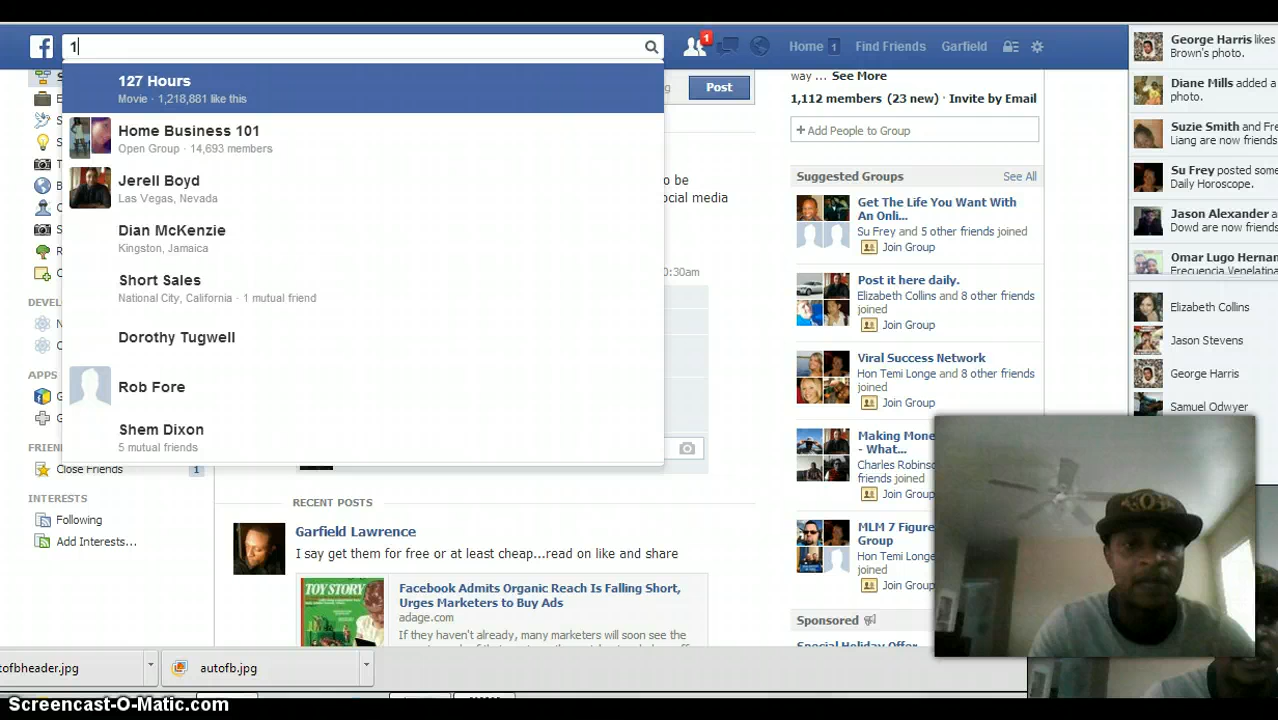 1
1
Home 1 Find Friends Garfield
127 Hours
Movie · 1,218,881 like this
Home Business 101
Open Group · 14,693 members
Jerell Boyd
Las Vegas, Nevada
Dian McKenzie
Kingston, Jamaica
Short Sales
National City, California · 1 mutual friend
Dorothy Tugwell
Rob Fore
Shem Dixon
5 mutual friends
DEVEL
APPS
FRIEN
Close Friends 1
INTERESTS
Following
Add Interests...
Post
o be
ocial media
0:30am
RECENT POSTS
Garfield Lawrence
I say get them for free or at least cheap...read on like and share
TOY STORY
Facebook Admits Organic Reach Is Falling Short,
Urges Marketers to Buy Ads
adage.com
If they haven't already, many marketers will soon see the
way ... See More
1,112 members (23 new) · Invite by Email
+ Add People to Group
Suggested Groups See All
Get The Life You Want With
An Onli...
Su Frey and 5 other friends
joined
Join Group
Post it here daily.
Elizabeth Collins and 8 other friends
joined
Join Group
Viral Success Network
Hon Temi Longe and 8 other friends
joined
Join Group
Making Mone
- What...
Charles Robinso
friends joined
Join Group
MLM 7 Figure
Group
Hon Temi Longe
joined
Join Group
Sponsored
Special Holiday Offer
George Harris likes
Brown's photo.
Diane Mills added a
photo.
Suzie Smith and Fre
Liang are now friends
Su Frey posted some
Daily Horoscope.
Jason Alexander a
Dowd are now friends
Omar Lugo Hernan
Frecuencia Venelatina
Elizabeth Collins
Jason Stevens
George Harris
Samuel Odwyer
tofbheader.jpg
autofb.jpg
Screencast-O-Matic.com